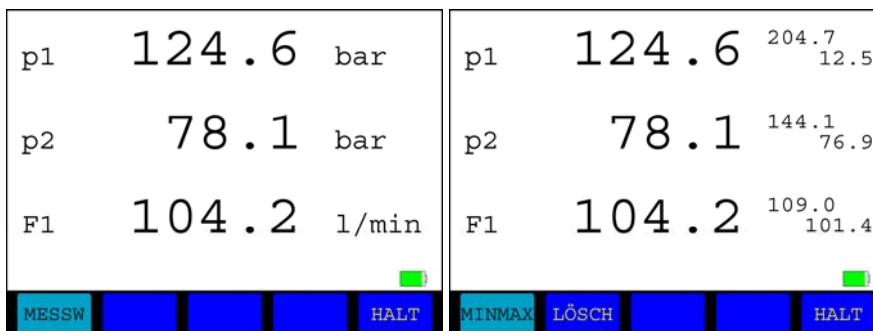 p1 124.6 bar
p2 78.1 bar
F1 104.2 l/min
MESSW HALT
p1 124.6 204.7 12.5
p2 78.1 144.1 76.9
F1 104.2 109.0 101.4
MINMAX LÖSCH HALT